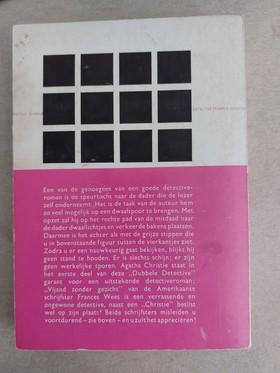 Een van de genoegens van een goede detective-
roman is de speurtocht naar de dader die de lezer
zelf onderneemt. Het is de taak van de auteur hem
zo veel mogelijk op een dwaalspoor te brengen. Met
opzet zal hij op het rechte pad van de misdaad naar
de dader dwaallichtjes en verkeerde bakens plaatsen.
Daarmee is het echter als met de grijze stippen die
u in bovenstaande figuur tussen de vierkantjes ziet.
Zodra u er een nauwkeurig gaat bekijken, blijkt hij
geen stand te houden. Er is slechts schijn; er zijn
geen werkelijke sporen. Agatha Christie staat in
het eerste deel van deze „Dubbele Detective”
garant voor een uitstekende detectiveroman;
„Vijand zonder gezicht” van de Amerikaanse
schrijfster Frances Wees is een verrassende en
ongewone detective, naast een „Christie” beslist
wel op zijn plaats! Beide schrijfsters misleiden u
voortdurend — zie boven — en u zult het appreciëren!